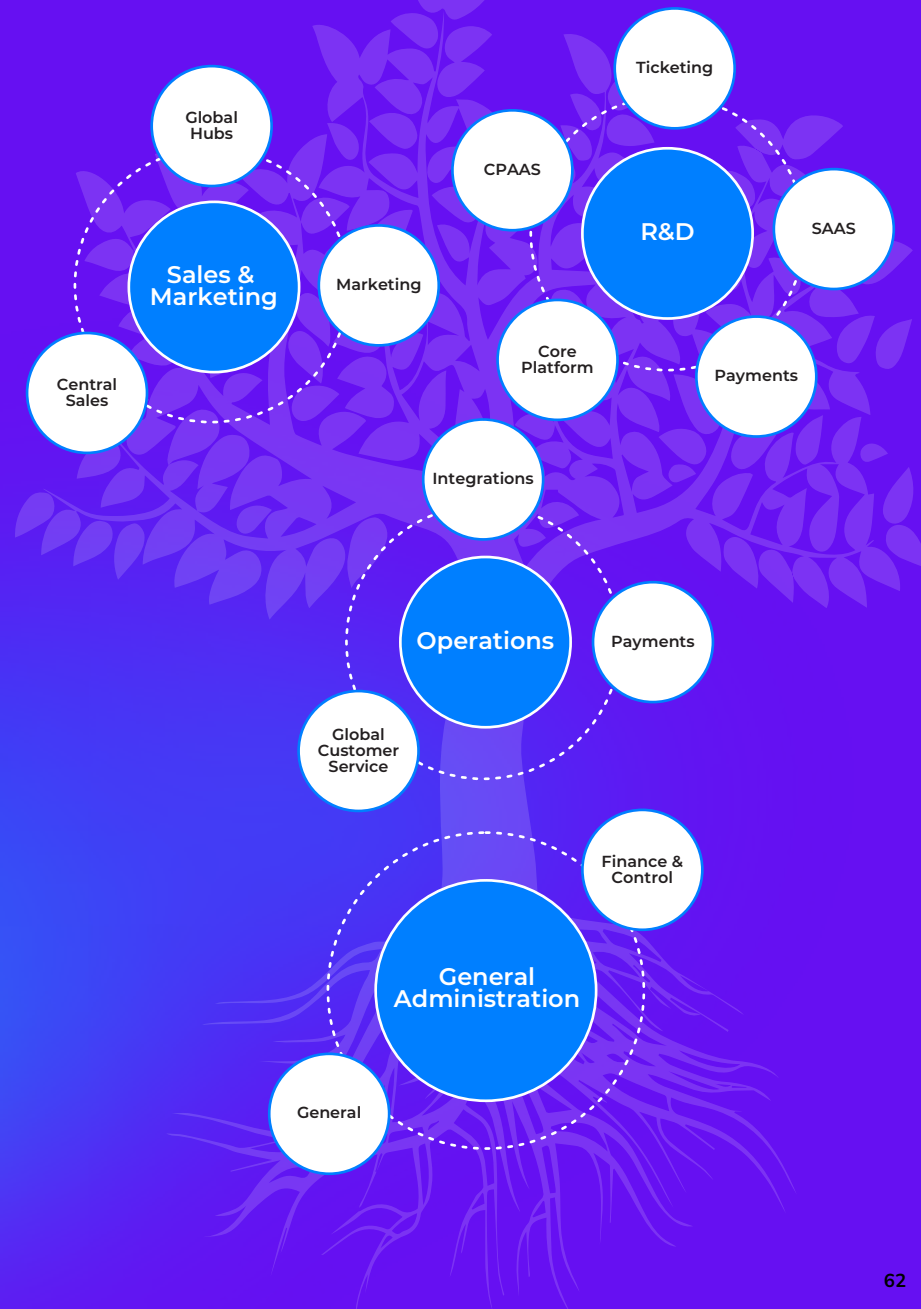 Global
Hubs
Sales &
Marketing
Marketing
Central
Sales
Ticketing
CPAAS
R&D
SAAS
Core
Platform
Payments
Integrations
Operations
Payments
Global
Customer
Service
Finance &
Control
General
Administration
General
62